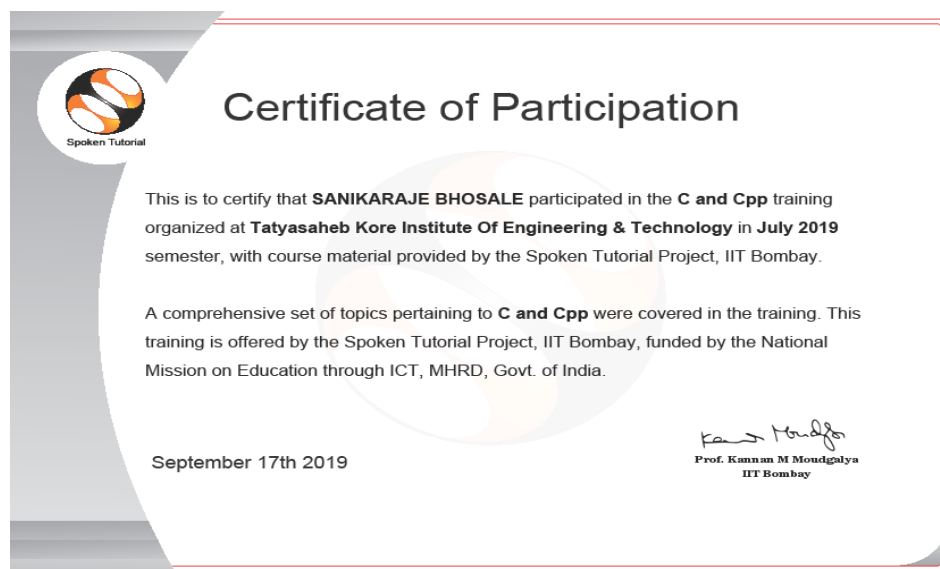 Spoken Tutorial
Certificate of Participation
This is to certify that SANIKARAJE BHOSALE participated in the C and Cpp training
organized at Tatyasaheb Kore Institute Of Engineering & Technology in July 2019
semester, with course material provided by the Spoken Tutorial Project, IIT Bombay.
A comprehensive set of topics pertaining to C and Cpp were covered in the training. This
training is offered by the Spoken Tutorial Project, IIT Bombay, funded by the National
Mission on Education through ICT, MHRD, Govt. of India.
September 17th 2019
Prof. Kannan M Moudgalya
IIT Bombay